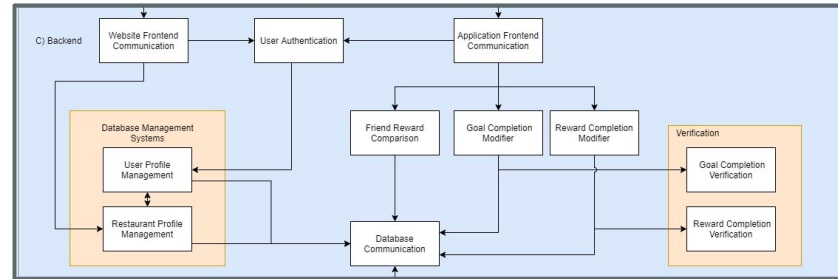 C) Backend
Website Frontend
Communication
User Authentication
Application Frontend
Communication
Database Management
Systems
User Profile
Management
Restaurant Profile
Management
Friend Reward
Comparison
Goal Completion
Modifier
Reward Completion
Modifier
Database
Communication
Verification
Goal Completion
Verification
Reward Completion
Verification